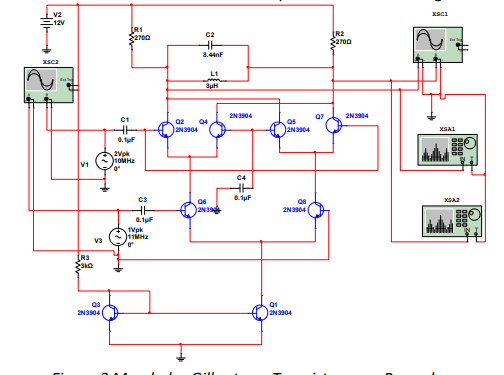 XSC1
V2
12V
R1
270Ω
C2
8.44nF
R2
270Ω
Ext Trig
XSC2
Ext Trig
L1
3µH
C1
0.1µF
Q2
2N3904
Q4
2N3904
Q5
2N3904
Q7
2N3904
XSA1
IN T
V1
2Vpk
10MHz
0°
C4
0.1µF
C3
0.1µF
Q6
2N3904
Q8
2N3904
XSA2
IN T
V3
1Vpk
11MHz
0°
R3
3kΩ
Q3
2N3904
Q1
2N3904